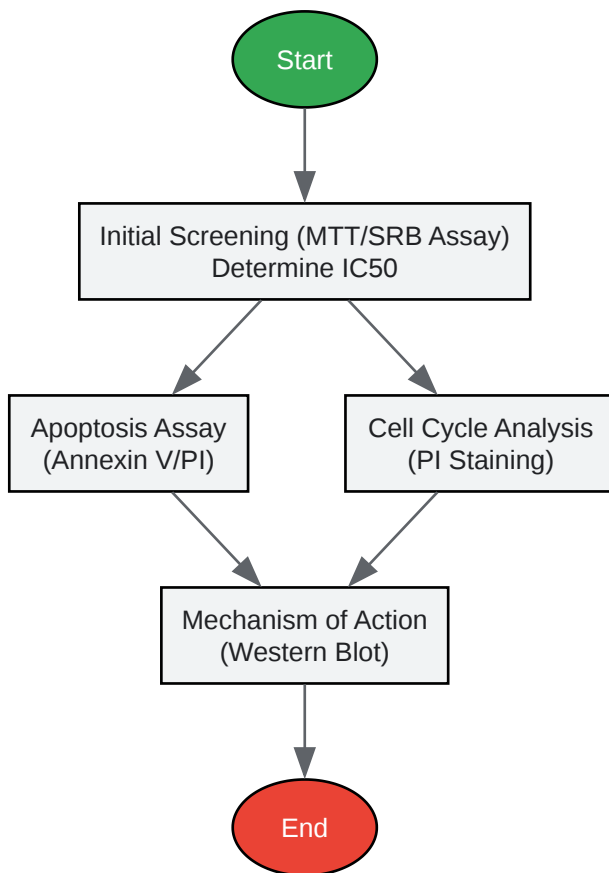 Start
Initial Screening (MTT/SRB Assay)
Determine IC50
Apoptosis Assay
(Annexin V/PI)
Cell Cycle Analysis
(PI Staining)
Mechanism of Action
(Western Blot)
End